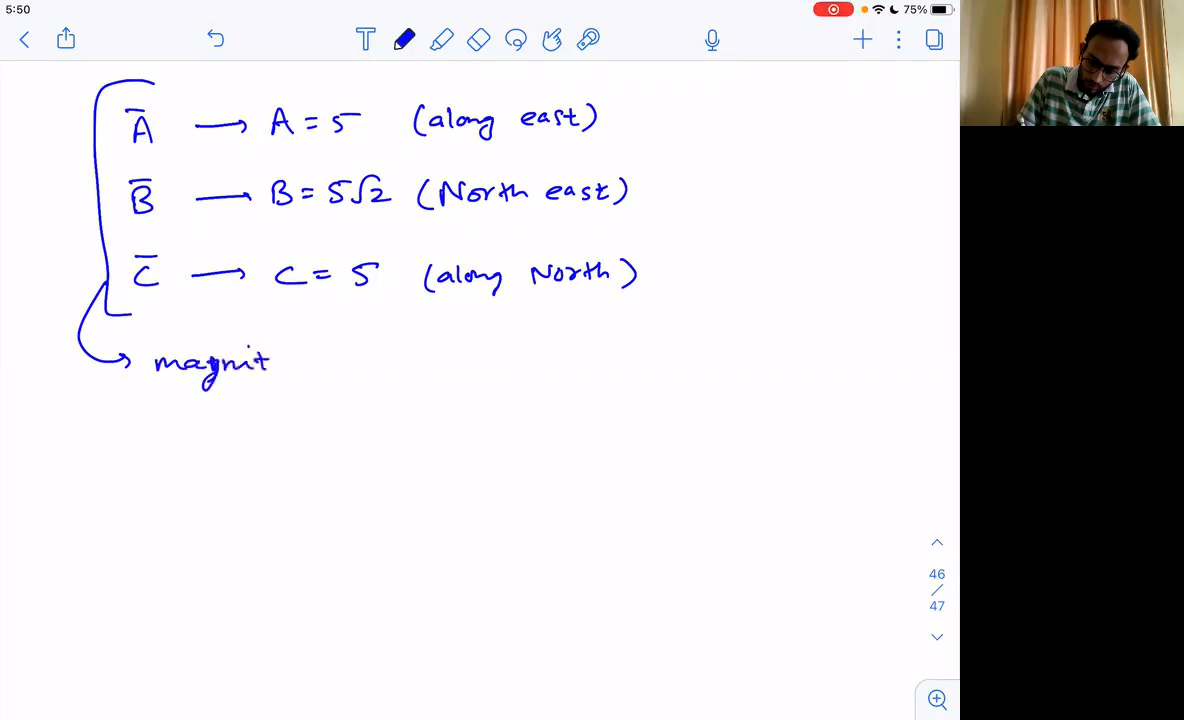 5:50
75%
T
A̅ → A = 5 (along east)
B̅ → B = 5√2 (North east)
C̅ → C = 5 (along North)
→ magnit
46
/
47